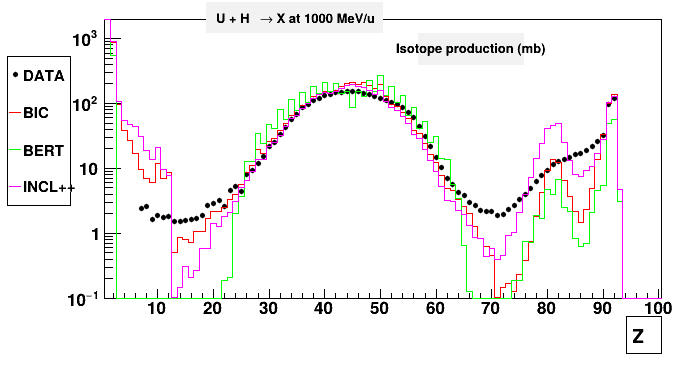 U + H → X at 1000 MeV/u
Isotope production (mb)
DATA
BIC
BERT
INCL++
10³
10²
10
1
10⁻¹
10 20 30 40 50 60 70 80 90 100
Z